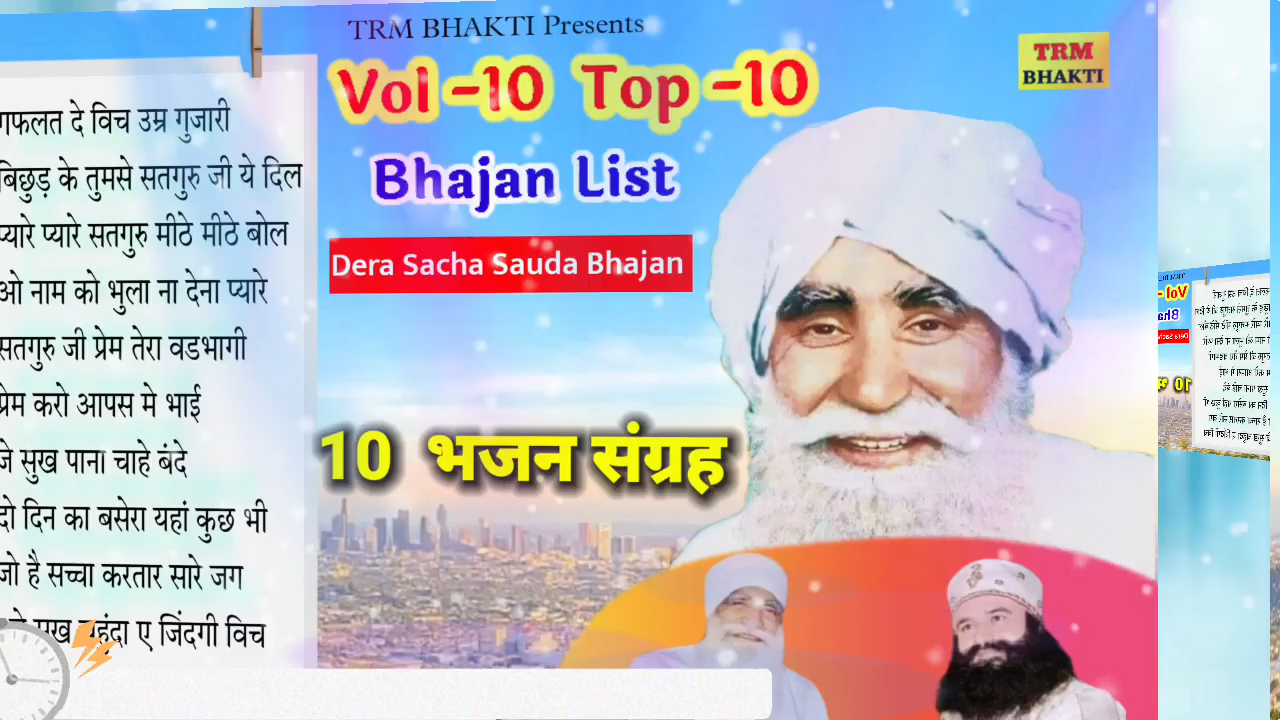 TRM BHAKTI Presents
Vol -10 Top -10
Bhajan List
Dera Sacha Sauda Bhajan
10 भजन संग्रह
TRM
BHAKTI
गफलत दे विच उम्र गुजारी
बिछुड़ के तुमसे सतगुरु जी ये दिल
प्यारे प्यारे सतगुरु मीठे मीठे बोल
ओ नाम को भुला ना देना प्यारे
सतगुरु जी प्रेम तेरा वडभागी
प्रेम करो आपस मे भाई
जे सुख पाना चाहे बंदे
दो दिन का बसेरा यहां कुछ भी
जो है सच्चा करतार सारे जग
ए जिंदगी विच